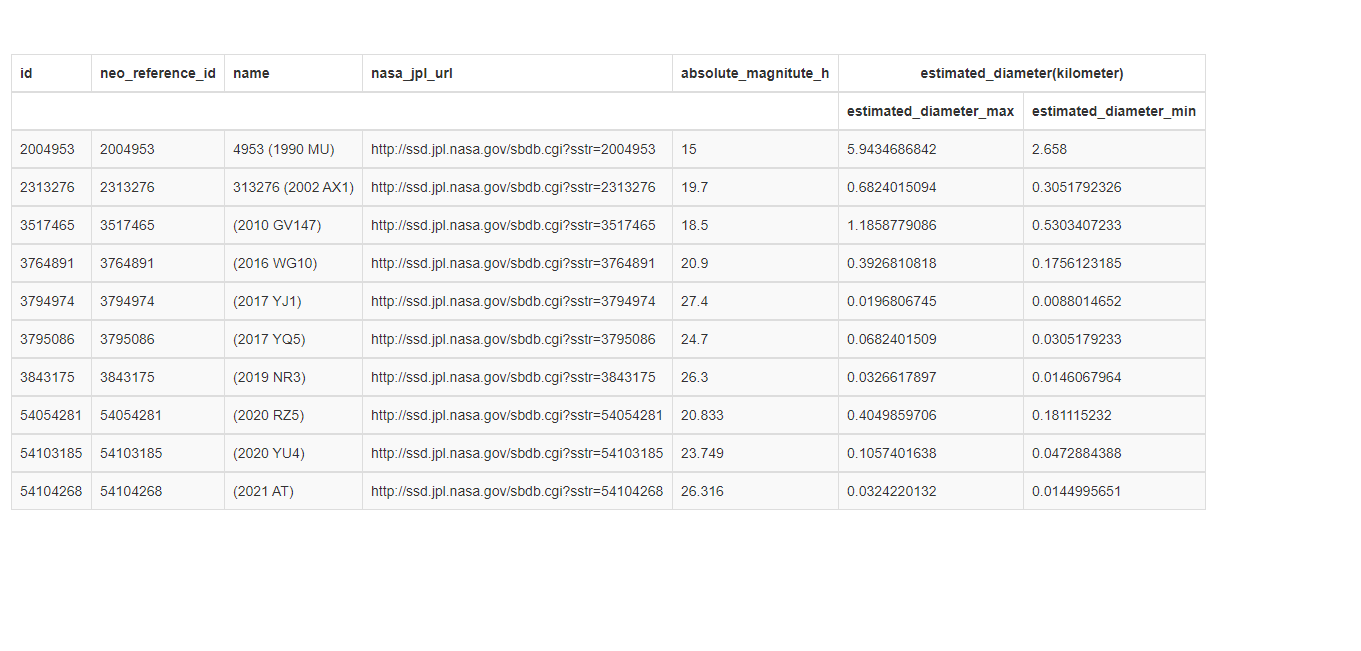 id neo_reference_id name nasa_jpl_url absolute_magnitute_h estimated_diameter(kilometer)
estimated_diameter_max estimated_diameter_min
2004953 2004953 4953 (1990 MU) http://ssd.jpl.nasa.gov/sbdb.cgi?sstr=2004953 15 5.9434686842 2.658
2313276 2313276 313276 (2002 AX1) http://ssd.jpl.nasa.gov/sbdb.cgi?sstr=2313276 19.7 0.6824015094 0.3051792326
3517465 3517465 (2010 GV147) http://ssd.jpl.nasa.gov/sbdb.cgi?sstr=3517465 18.5 1.1858779086 0.5303407233
3764891 3764891 (2016 WG10) http://ssd.jpl.nasa.gov/sbdb.cgi?sstr=3764891 20.9 0.3926810818 0.1756123185
3794974 3794974 (2017 YJ1) http://ssd.jpl.nasa.gov/sbdb.cgi?sstr=3794974 27.4 0.0196806745 0.0088014652
3795086 3795086 (2017 YQ5) http://ssd.jpl.nasa.gov/sbdb.cgi?sstr=3795086 24.7 0.0682401509 0.0305179233
3843175 3843175 (2019 NR3) http://ssd.jpl.nasa.gov/sbdb.cgi?sstr=3843175 26.3 0.0326617897 0.0146067964
54054281 54054281 (2020 RZ5) http://ssd.jpl.nasa.gov/sbdb.cgi?sstr=54054281 20.833 0.4049859706 0.181115232
54103185 54103185 (2020 YU4) http://ssd.jpl.nasa.gov/sbdb.cgi?sstr=54103185 23.749 0.1057401638 0.0472884388
54104268 54104268 (2021 AT) http://ssd.jpl.nasa.gov/sbdb.cgi?sstr=54104268 26.316 0.0324220132 0.0144995651